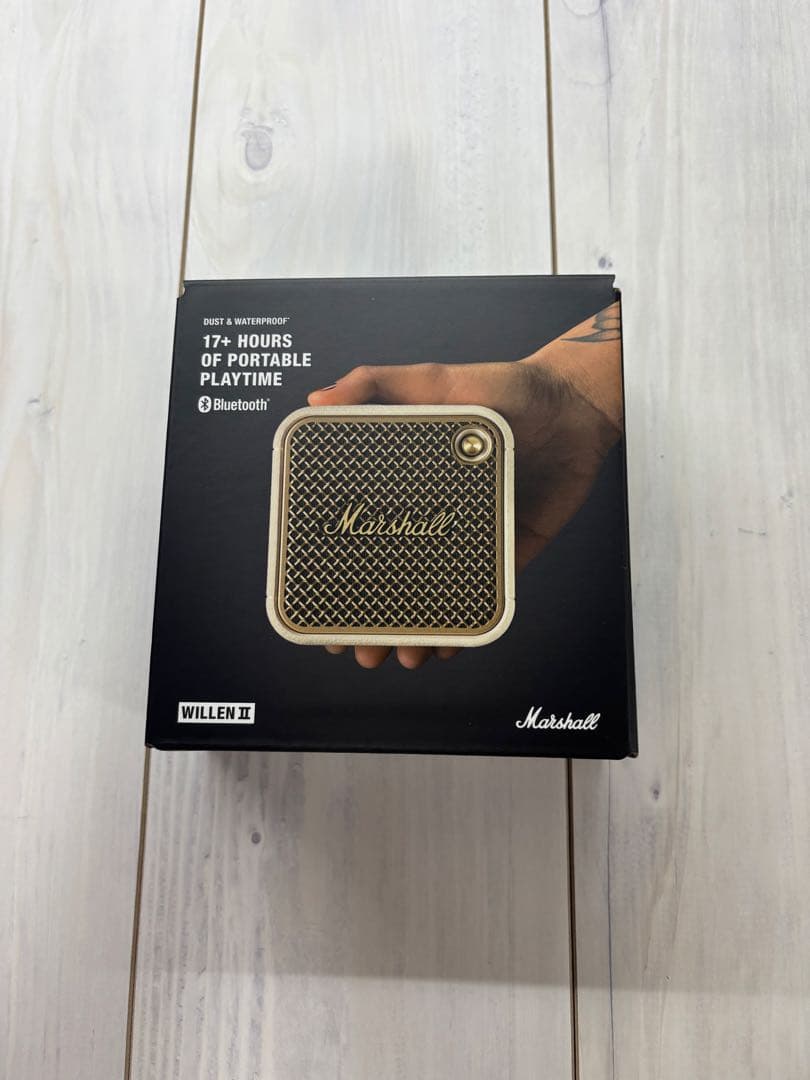 DUST & WATERPROOF*
17+ HOURS
OF PORTABLE
PLAYTIME
Bluetooth®
Marshall
WILLEN II
Marshall